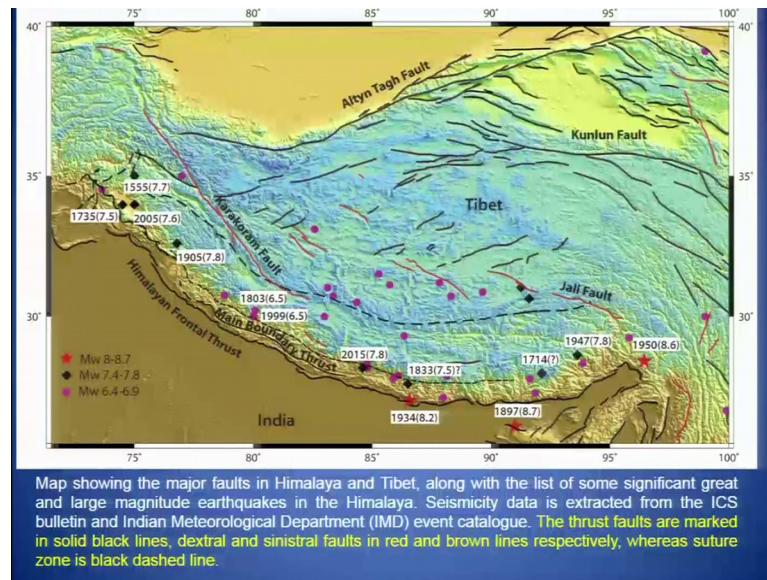 75˚ 80˚ 85˚ 90˚ 95˚ 100˚
40˚ 40˚
Altyn Tagh Fault
Kunlun Fault
35˚ 35˚
1555(7.7)
Tibet
1735(7.5) 2005(7.6)
Karakoram Fault
1905(7.8)
Himalayan Frontal Thrust
Jali Fault
1803(6.5)
30˚ 30˚
1999(6.5)
Main Boundary Thrust
1947(7.8)
1950(8.6)
2015(7.8)
1714(?)
Mw 8-8.7
1833(7.5)?
Mw 7.4-7.8
Mw 6.4-6.9
1934(8.2) 1897(8.7)
India
75˚ 80˚ 85˚ 90˚ 95˚ 100˚
Map showing the major faults in Himalaya and Tibet, along with the list of some significant great
and large magnitude earthquakes in the Himalaya. Seismicity data is extracted from the ICS
bulletin and Indian Meteorological Department (IMD) event catalogue. The thrust faults are marked
in solid black lines, dextral and sinistral faults in red and brown lines respectively, whereas suture
zone is black dashed line.